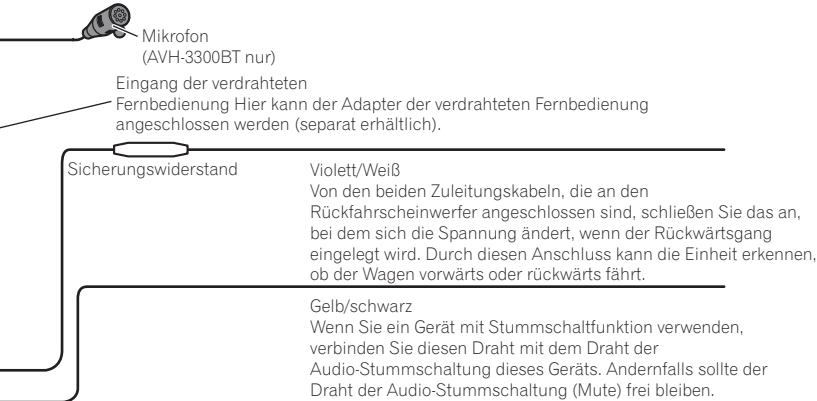 Mikrofon
(AVH-3300BT nur)
Eingang der verdrahteten
Fernbedienung Hier kann der Adapter der verdrahteten Fernbedienung
angeschlossen werden (separat erhältlich).
Sicherungswiderstand
Violett/Weiß
Von den beiden Zuleitungskabeln, die an den
Rückfahrscheinwerfer angeschlossen sind, schließen Sie das an,
bei dem sich die Spannung ändert, wenn der Rückwärtsgang
eingelegt wird. Durch diesen Anschluss kann die Einheit erkennen,
ob der Wagen vorwärts oder rückwärts fährt.
Gelb/schwarz
Wenn Sie ein Gerät mit Stummschaltfunktion verwenden,
verbinden Sie diesen Draht mit dem Draht der
Audio-Stummschaltung dieses Geräts. Andernfalls sollte der
Draht der Audio-Stummschaltung (Mute) frei bleiben.